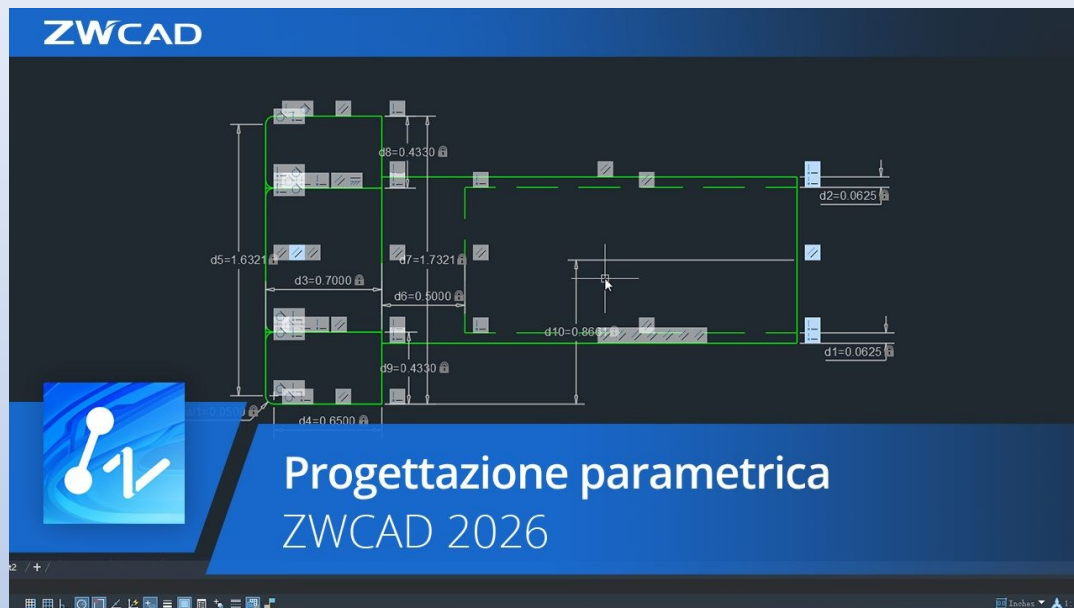 ZWCAD
d8=0.4330
d2=0.0625
d5=1.6321
d7=1.7321
d3=0.7000
d6=0.5000
d10=0.8661
d1=0.0625
d9=0.4330
d4=0.6500
Progettazione parametrica
ZWCAD 2026
+
Inches